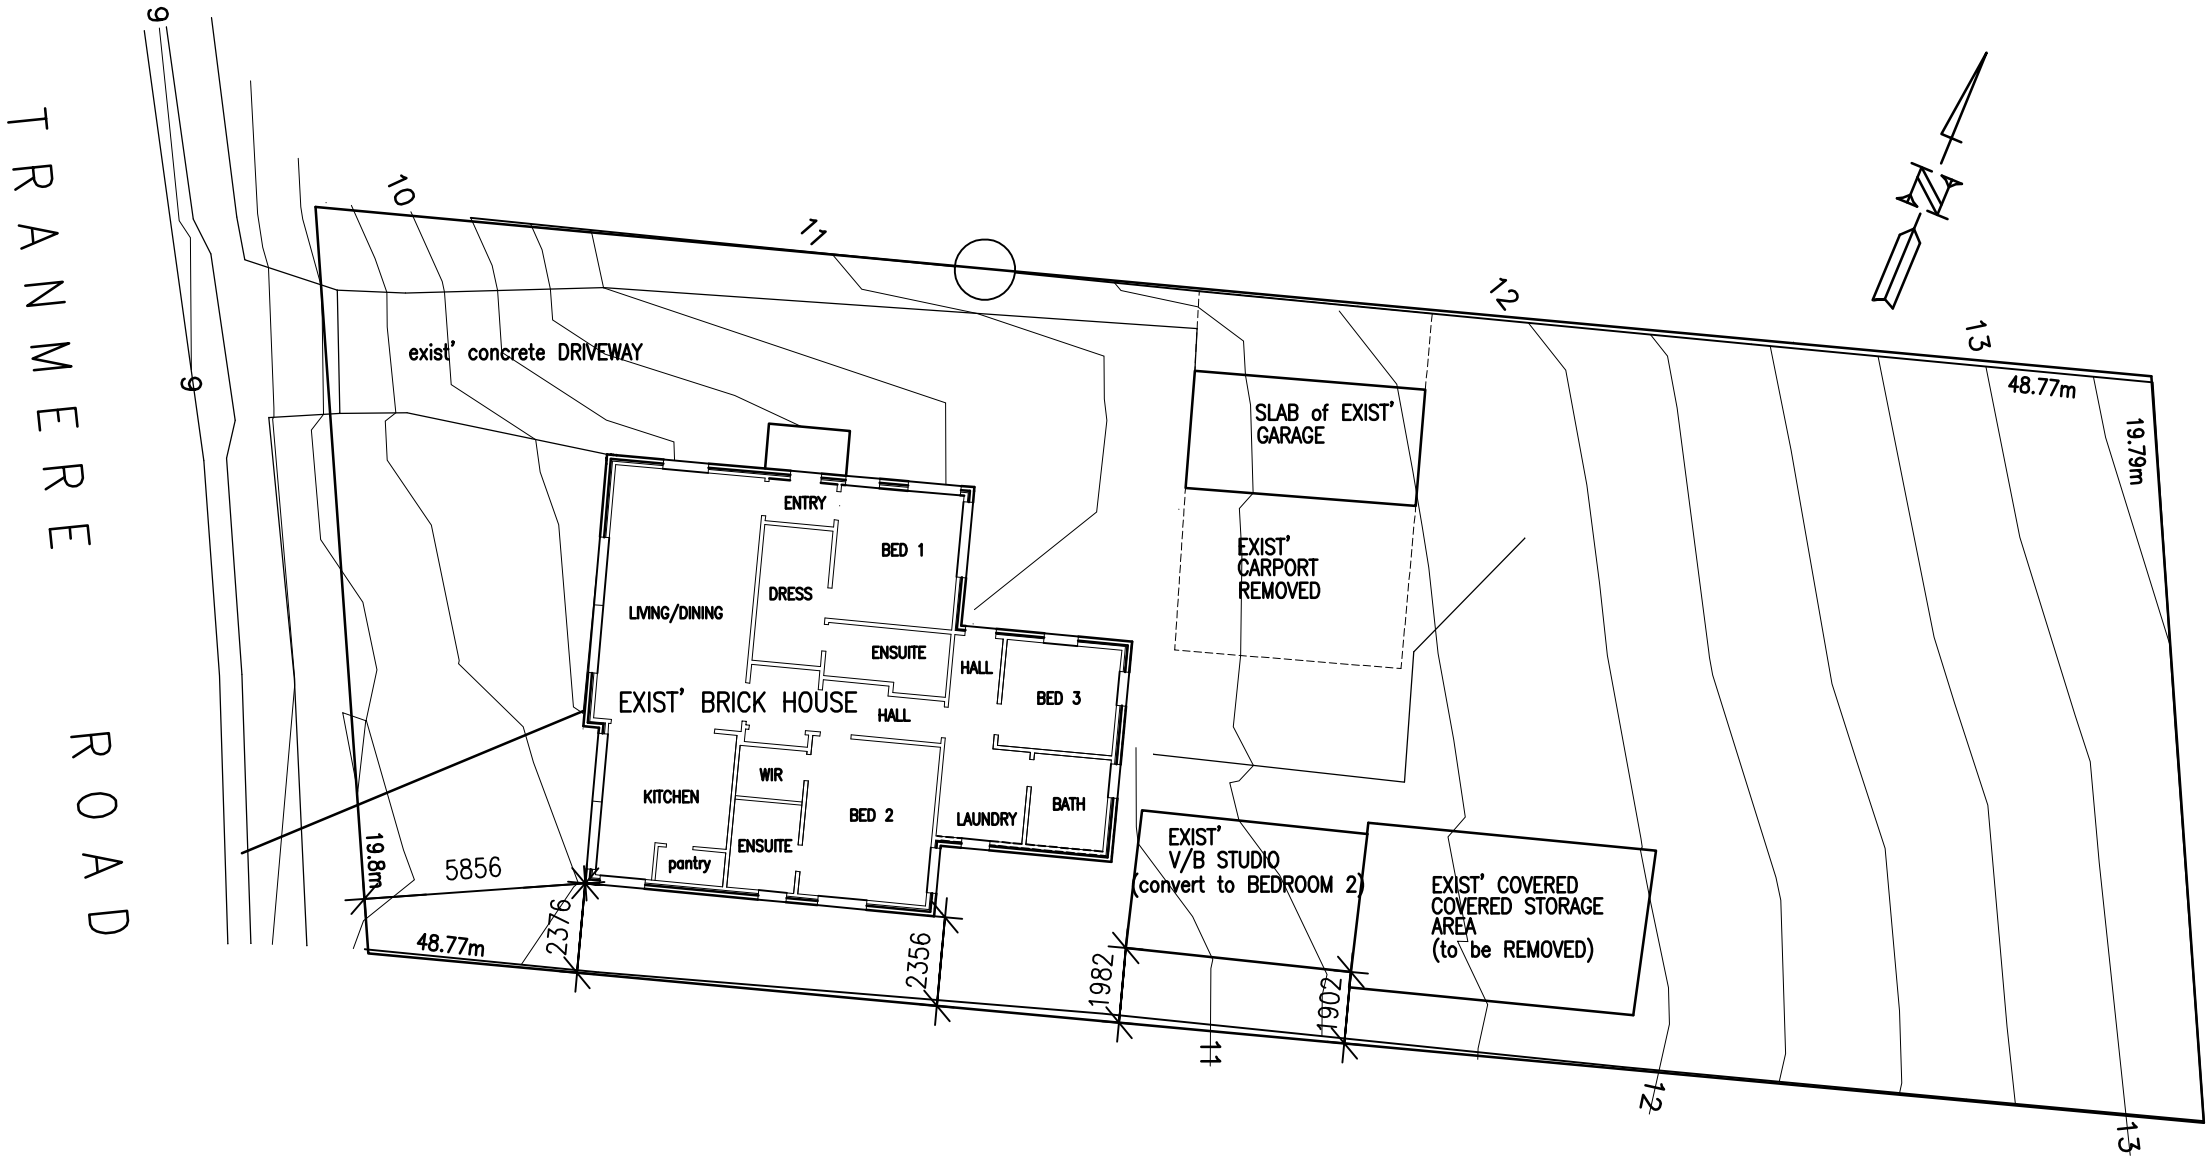 TRANMERE ROAD
9
9
10
11
12
13
N
48.77m
19.79m
exist' concrete DRIVEWAY
SLAB of EXIST'
GARAGE
EXIST'
CARPORT
REMOVED
ENTRY
BED 1
DRESS
LIVING/DINING
ENSUITE
HALL
BED 3
EXIST' BRICK HOUSE
HALL
WIR
KITCHEN
BED 2
LAUNDRY
BATH
ENSUITE
pantry
EXIST'
V/B STUDIO
(convert to BEDROOM 2)
EXIST' COVERED
COVERED STORAGE
AREA
(to be REMOVED)
19.8m
5856
2376
2356
1982
1902
48.77m
11
12
13